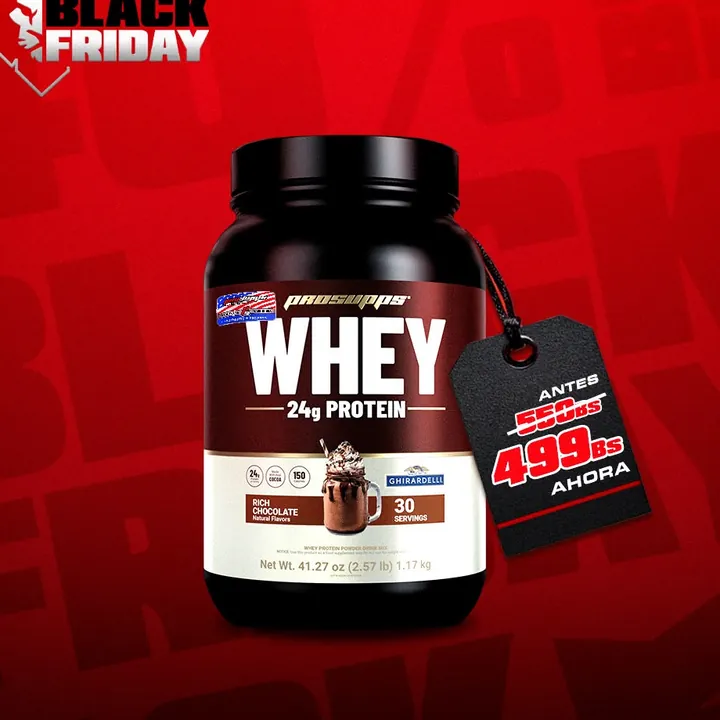 BLACK
FRIDAY
PROSUPPS®
WHEY
24g PROTEIN
24g
COCOA
150
GHIRARDELLI
RICH
CHOCOLATE
Natural Flavors
30
SERVINGS
WHEY PROTEIN POWDER DRINK MIX
Net Wt. 41.27 oz (2.57 lb) 1.17 kg
ANTES
550BS
499BS
AHORA